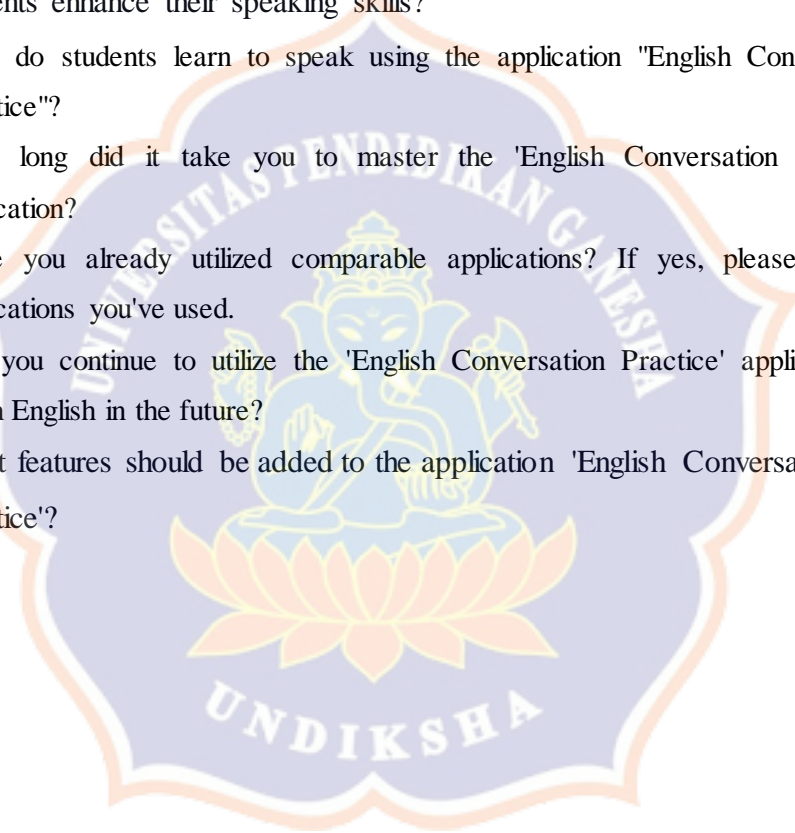 ents enhance their speaking skills?
do students learn to speak using the application "English Con
tice"?
long did it take you to master the 'English Conversation
cation?
e you already utilized comparable applications? If yes, please
cations you've used.
you continue to utilize the 'English Conversation Practice' appli
n English in the future?
t features should be added to the application 'English Conversa
tice'?
UNIVERSITAS PENDIDIKAN GANESHA
UNDIKSHA